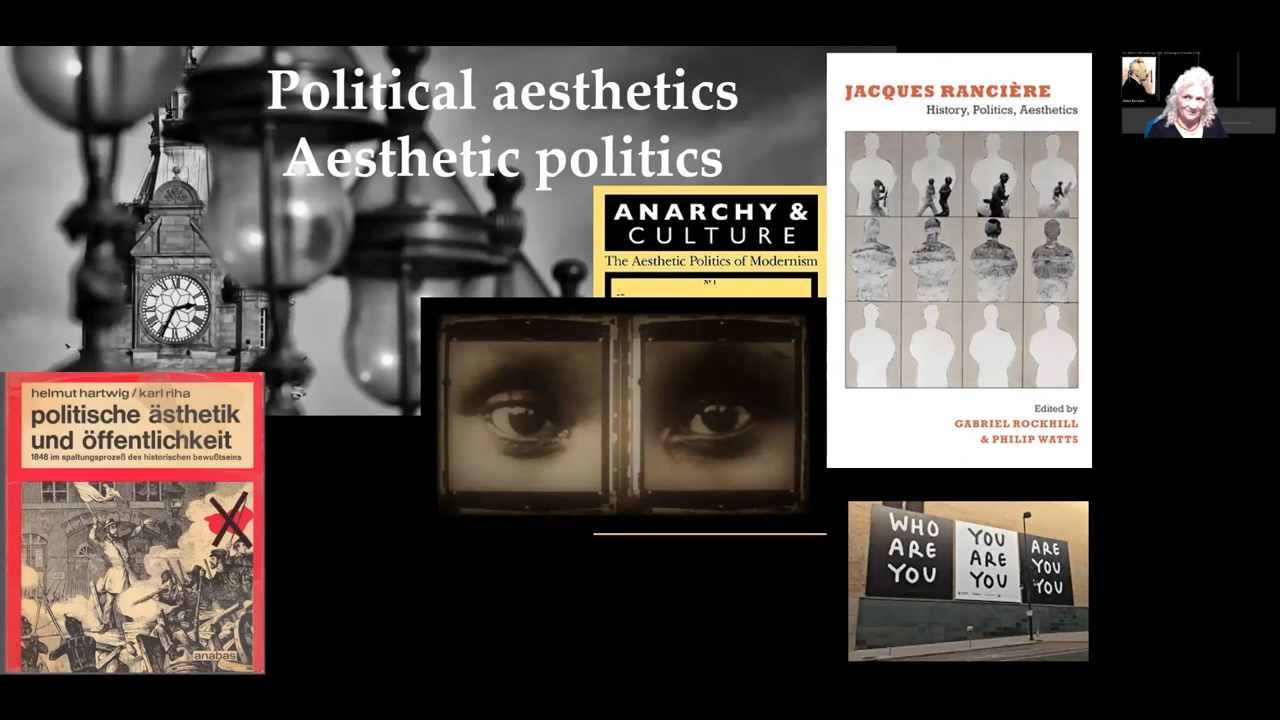 Political aesthetics
Aesthetic politics
JACQUES RANCIÈRE
History, Politics, Aesthetics
Edited by
GABRIEL ROCKHILL
& PHILIP WATTS
ANARCHY &
CULTURE
The Aesthetic Politics of Modernism
Nº 1
helmut hartwig / karl riha
politische ästhetik
und öffentlichkeit
1848 im spaltungsprozeß des historischen bewußtseins
anabas
WHO
ARE
YOU
YOU
ARE
YOU
ARE
YOU
YOU